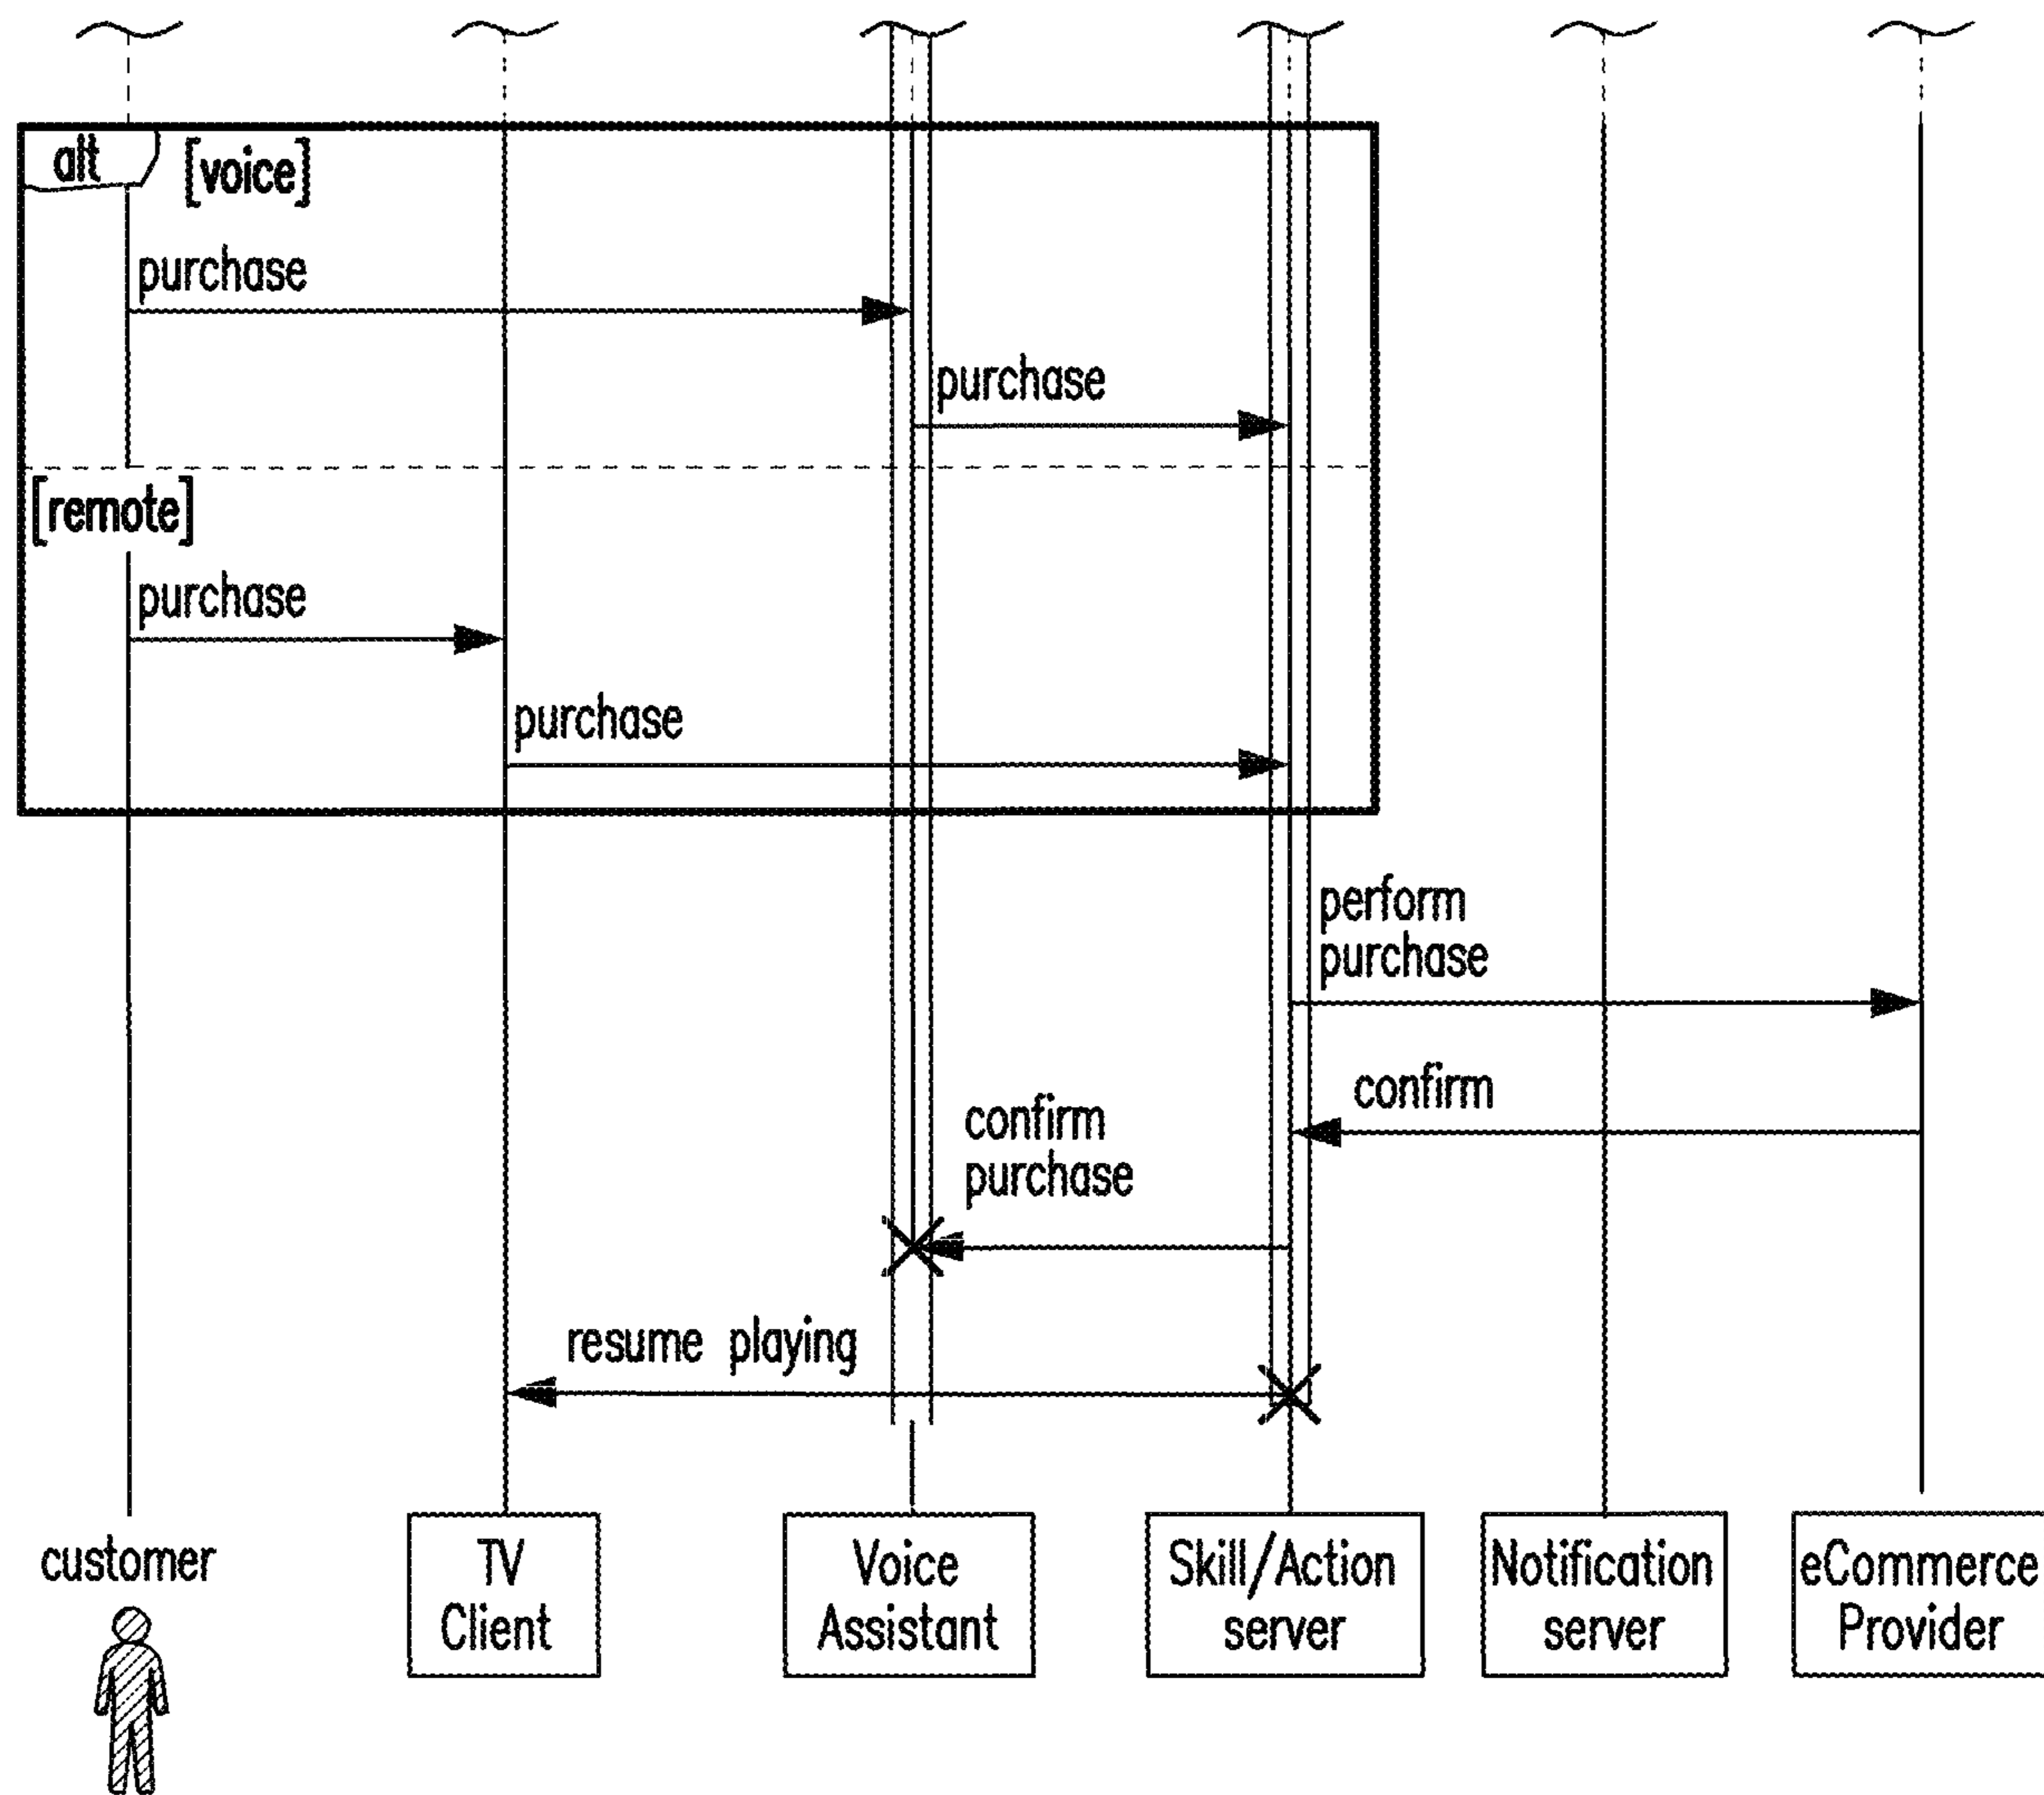 alt [voice]
purchase
purchase
[remote]
purchase
purchase
perform
purchase
confirm
confirm
purchase
resume playing
customer
TV
Client
Voice
Assistant
Skill/Action
server
Notification
server
eCommerce
Provider